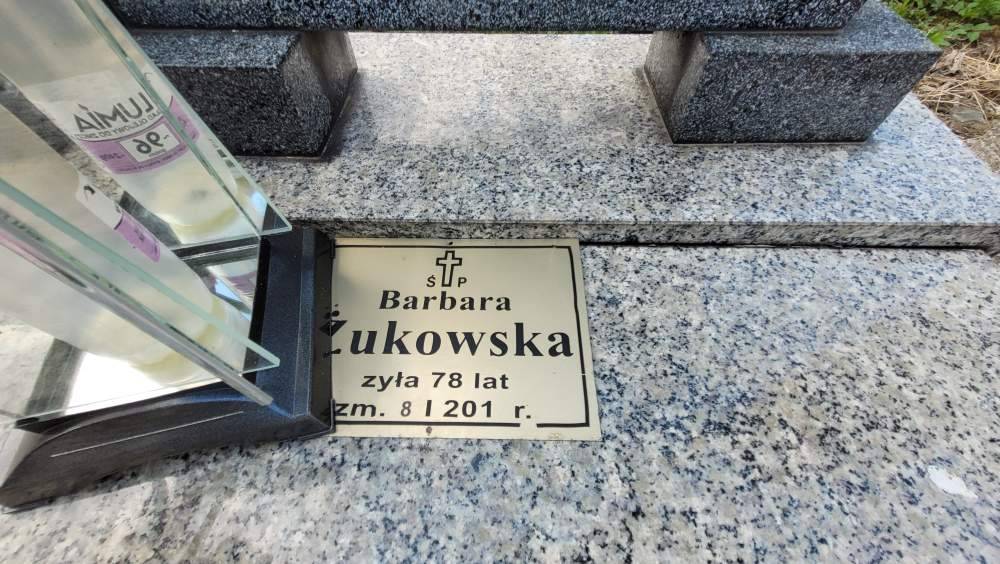 LUMIA
96
Ś P
Barbara
Żukowska
zyła 78 lat
zm. 8 I 201 r.